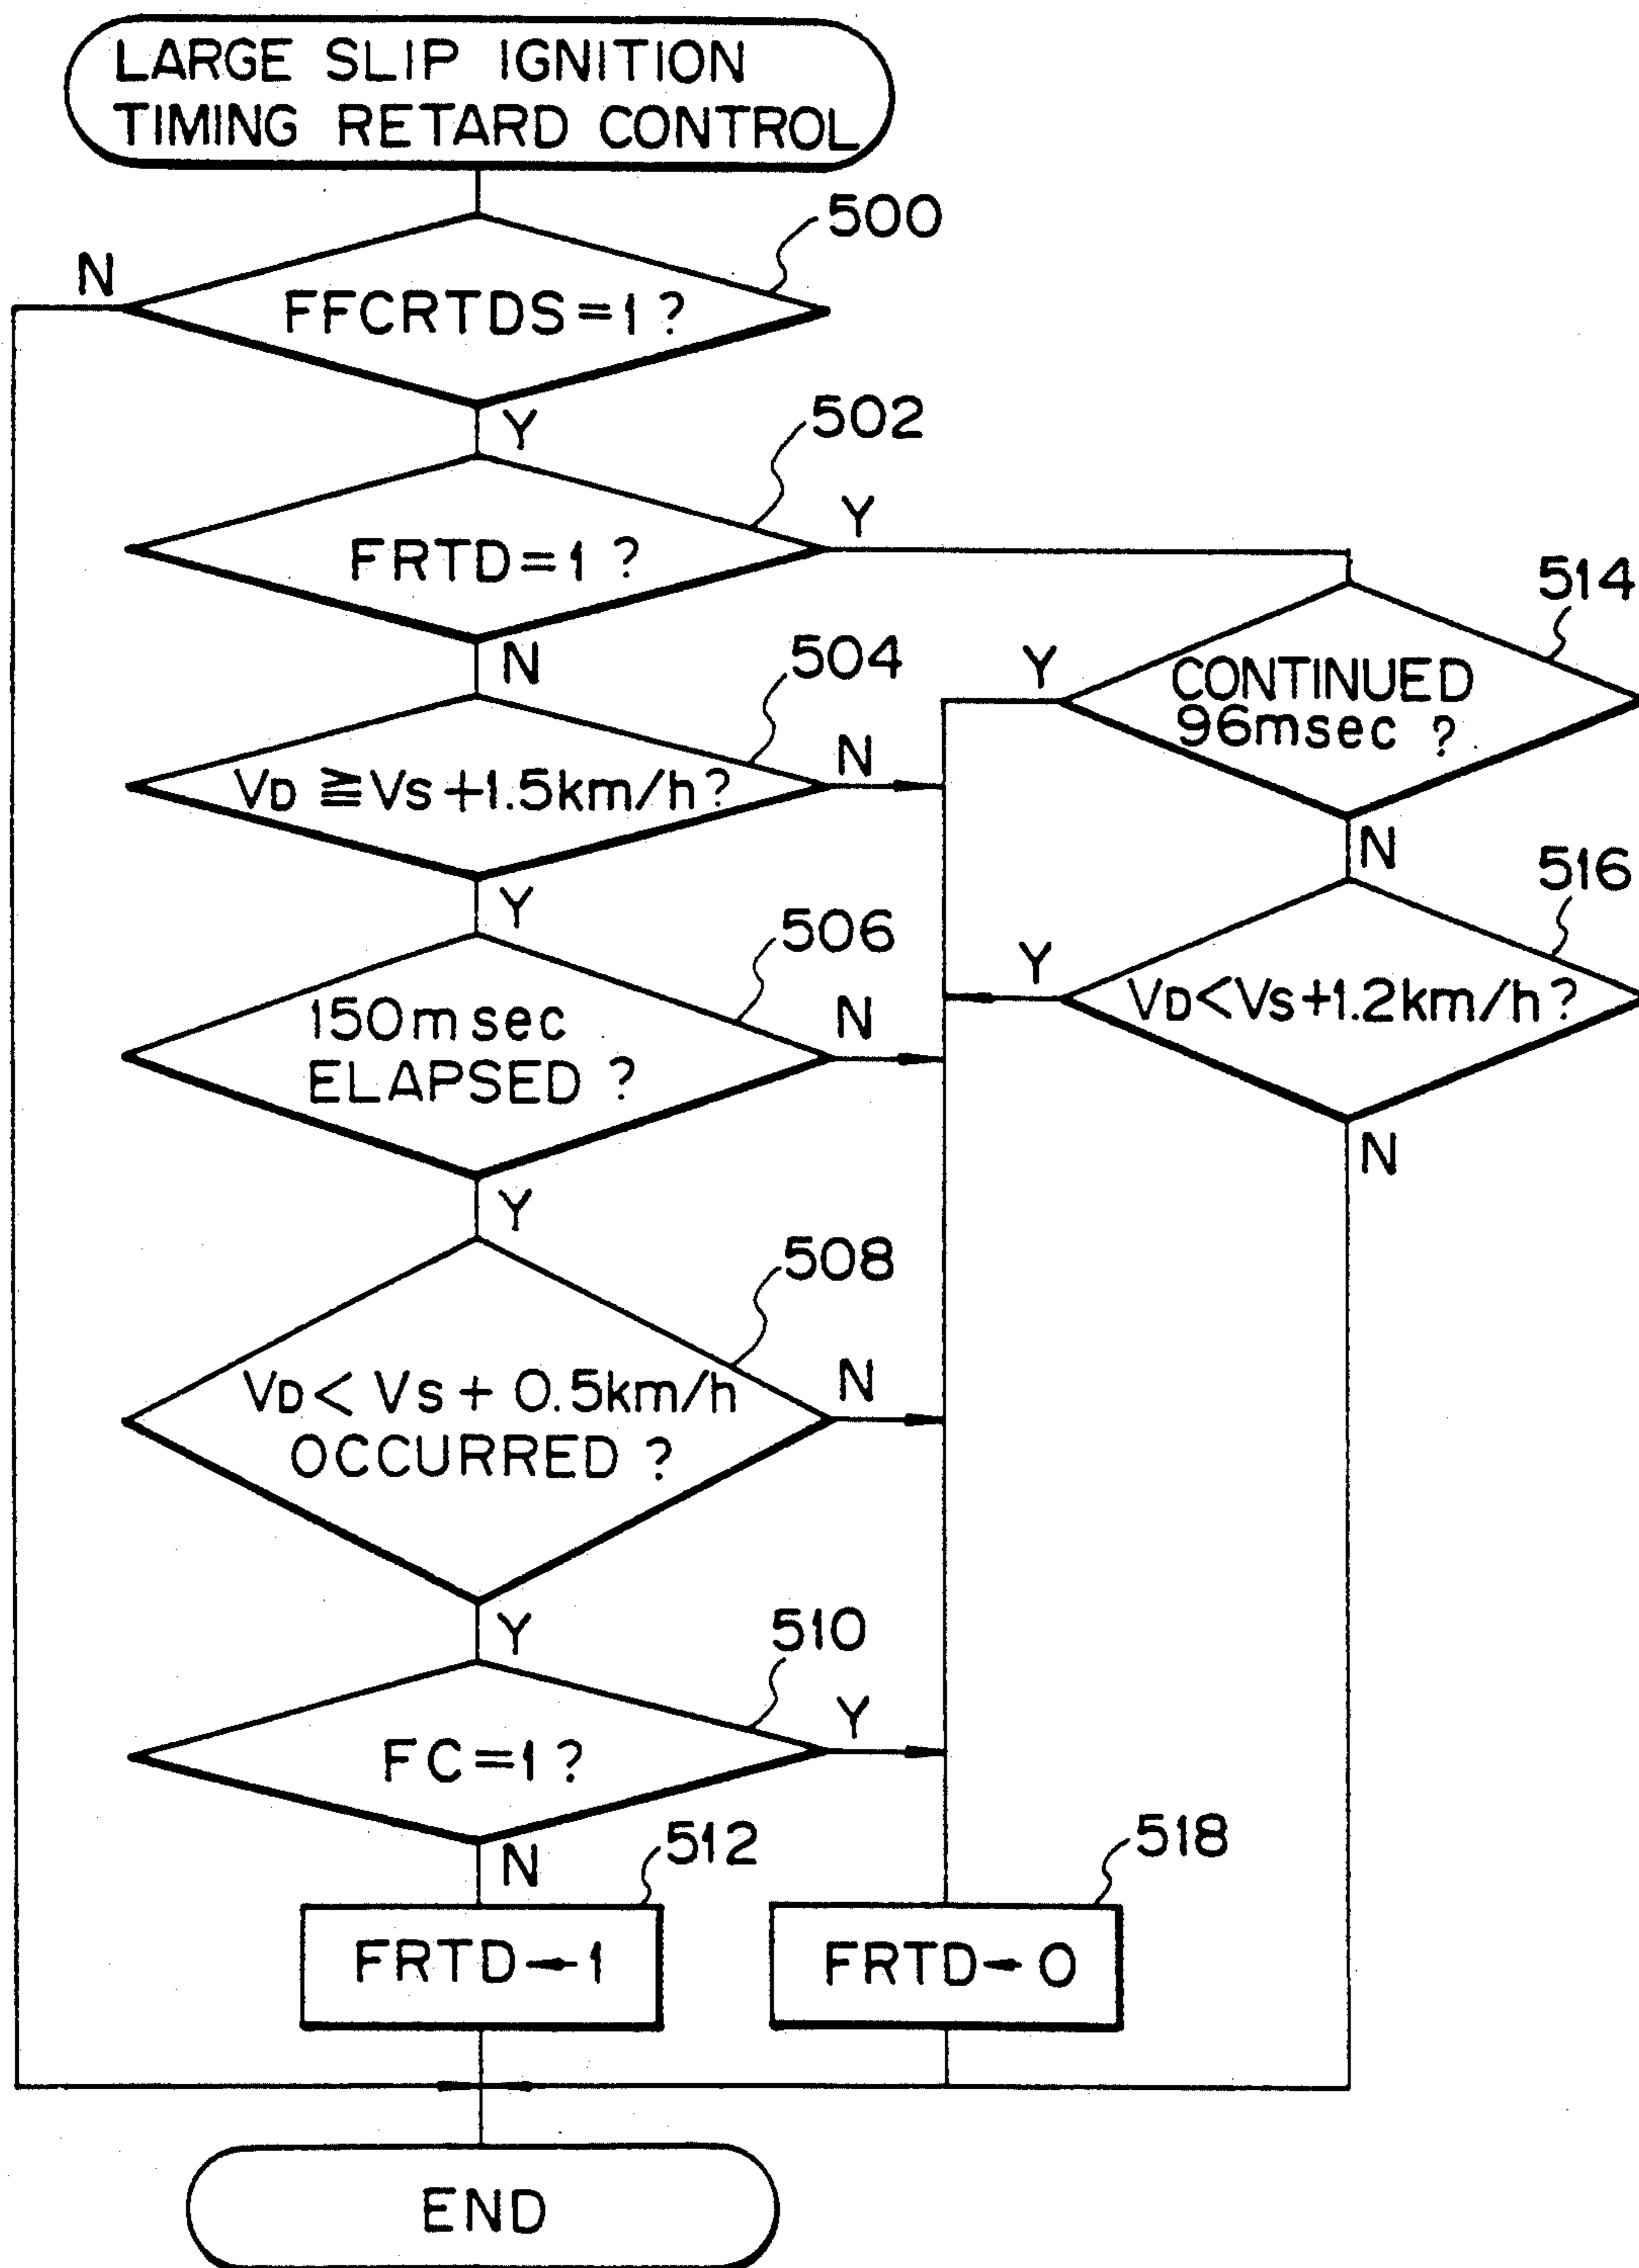 LARGE SLIP IGNITION
TIMING RETARD CONTROL
500
N
FFCRTDS=1?
Y
502
Y
FRTD=1?
N
514
Y
CONTINUED
96msec ?
N
504
N
VD ≧ Vs+1.5km/h?
Y
516
Y
VD<Vs+1.2km/h?
N
506
N
150msec
ELAPSED ?
Y
508
N
VD< Vs + 0.5km/h
OCCURRED ?
Y
510
Y
FC=1?
N
512
FRTD←1
518
FRTD←0
END